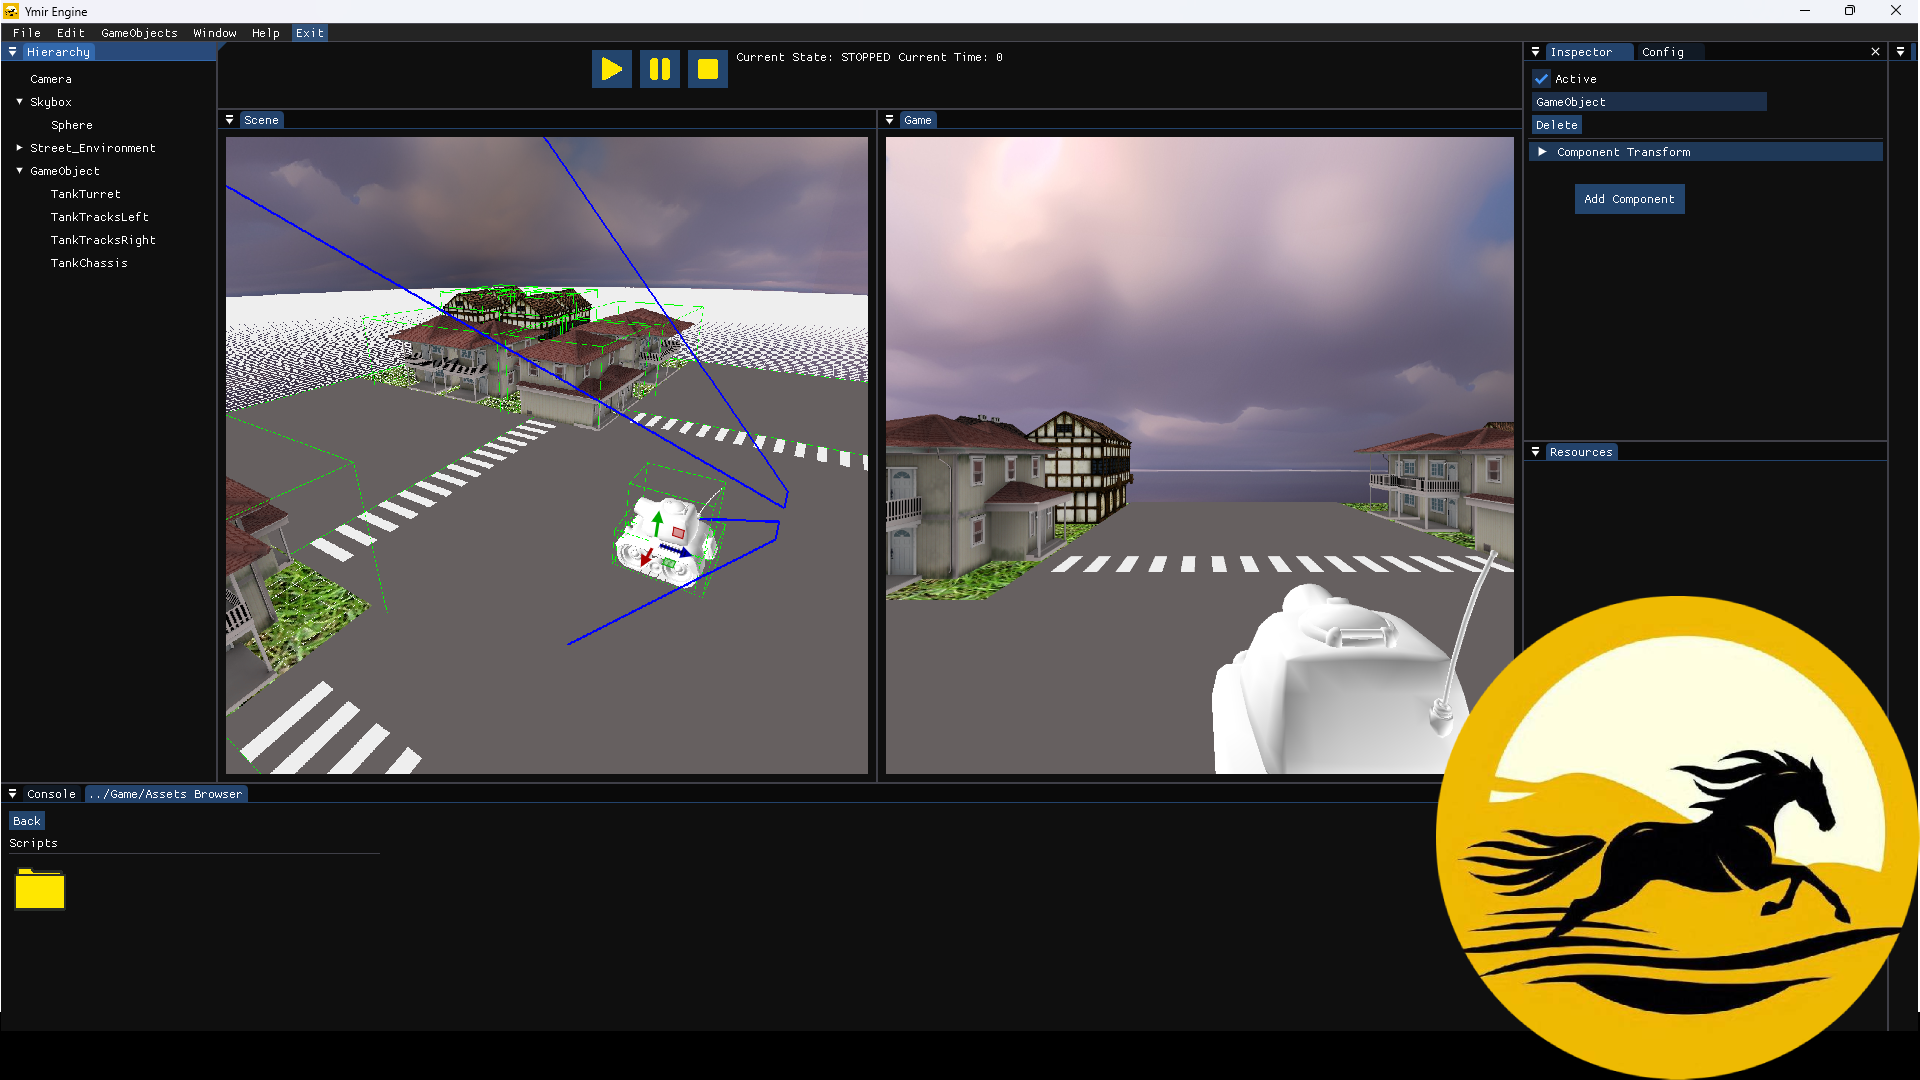 Ymir Engine
File Edit GameObjects Window Help Exit
Hierarchy
Camera
Skybox
Sphere
Street_Environment
GameObject
TankTurret
TankTracksLeft
TankTracksRight
TankChassis
Current State: STOPPED Current Time: 0
Scene
Game
Inspector Config
Active
GameObject
Delete
Component Transform
Add Component
Resources
Console ../Game/Assets Browser
Back
Scripts